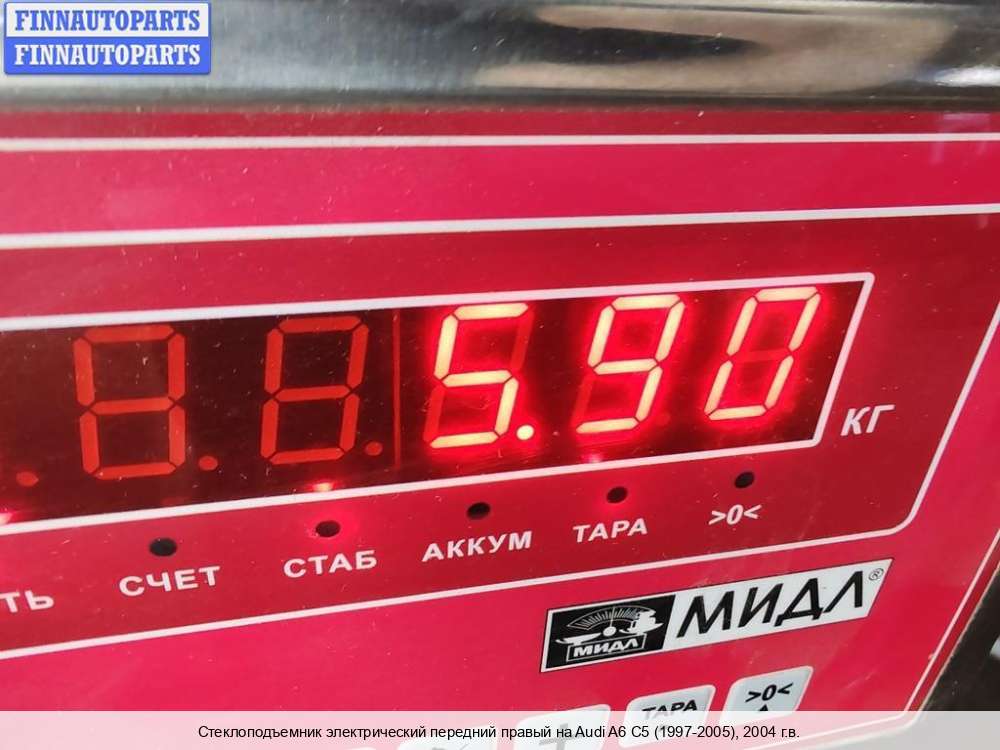 FINNAUTOPARTS
FINNAUTOPARTS
5.90
КГ
ТЬ
СЧЕТ
СТАБ
АККУМ
ТАРА
>0<
МИДЛ
МИДЛ®
ТАРА
>0<
Стеклоподъемник электрический передний правый на Audi A6 C5 (1997-2005), 2004 г.в.